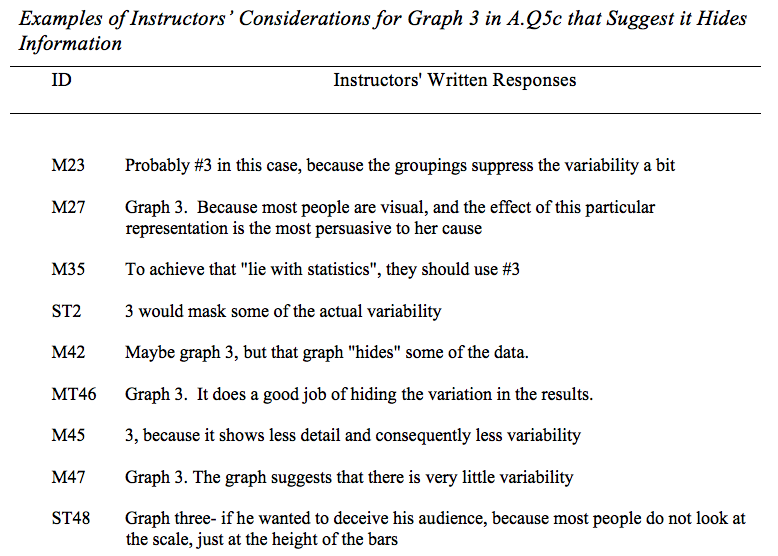 Examples of Instructors' Considerations for Graph 3 in A.Q5c that Suggest it Hides
Information
ID Instructors' Written Responses
M23 Probably #3 in this case, because the groupings suppress the variability a bit
M27 Graph 3.  Because most people are visual, and the effect of this particular
representation is the most persuasive to her cause
M35 To achieve that "lie with statistics", they should use #3
ST2 3 would mask some of the actual variability
M42 Maybe graph 3, but that graph "hides" some of the data.
MT46 Graph 3.  It does a good job of hiding the variation in the results.
M45 3, because it shows less detail and consequently less variability
M47 Graph 3. The graph suggests that there is very little variability
ST48 Graph three- if he wanted to deceive his audience, because most people do not look at
the scale, just at the height of the bars